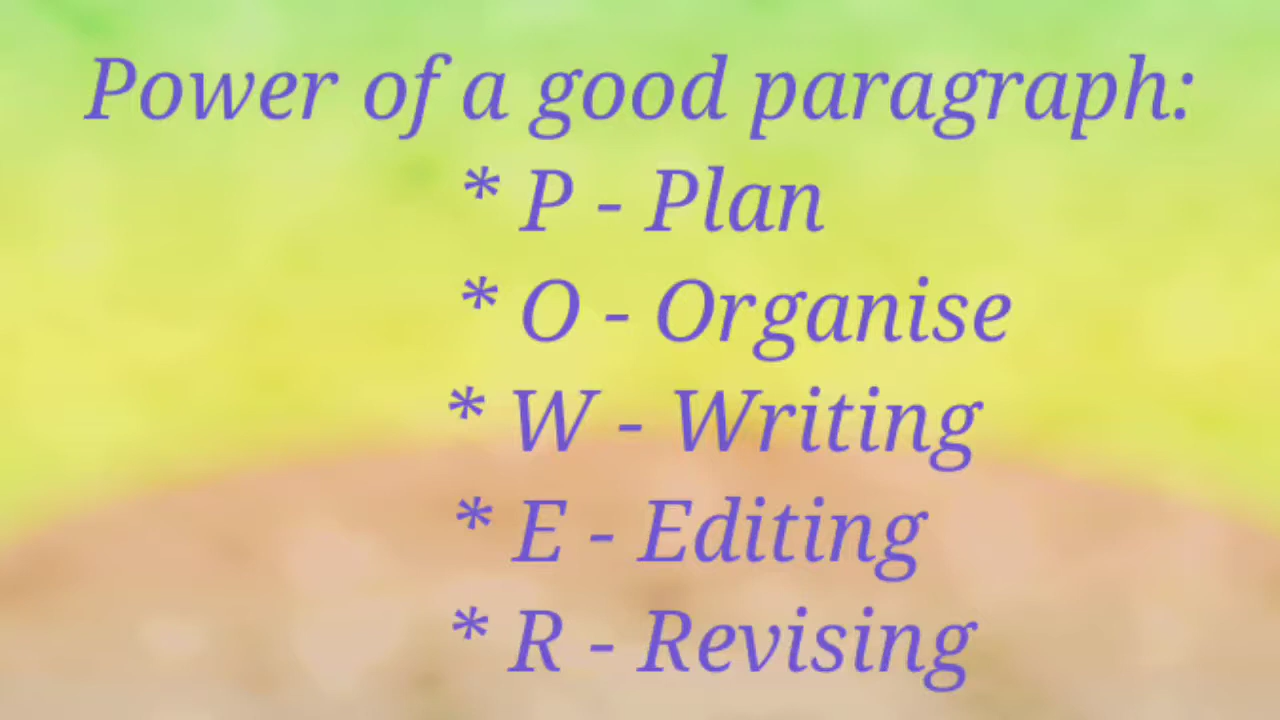 Power of a good paragraph:
* P - Plan
* O - Organise
* W - Writing
* E - Editing
* R - Revising